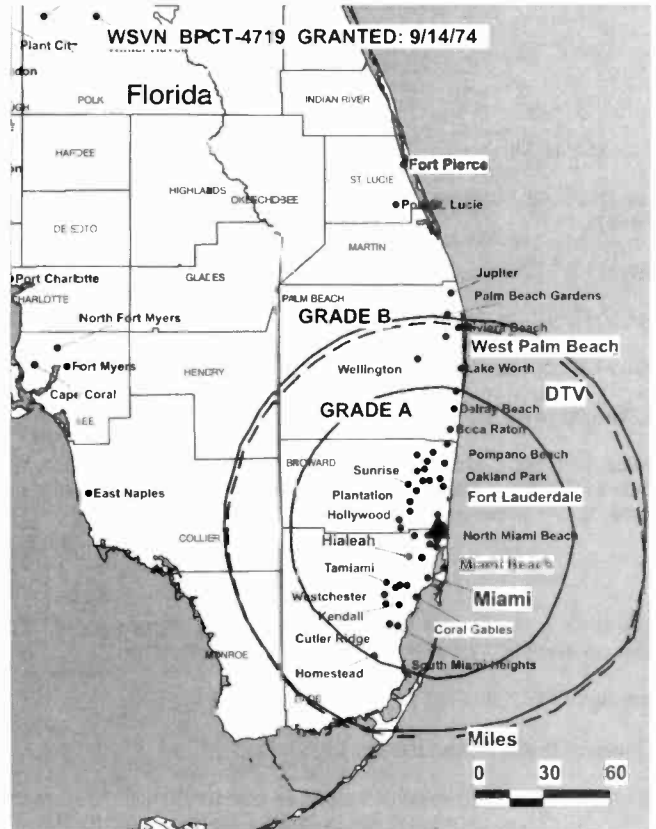 WSVN BPCT-4719 GRANTED: 9/14/74
Plant City
POLK
Florida
INDIAN RIVER
HARDEE
Fort Pierce
ST. LUCIE
HIGHLANDS
OKEECHOBEE
Lucie
DE SOTO
MARTIN
Port Charlotte
CHARLOTTE
GLADES
Jupiter
PALM BEACH
Palm Beach Gardens
North Fort Myers
GRADE B
Riviera Beach
West Palm Beach
Fort Myers
HENDRY
Wellington
Lake Worth
Cape Coral
DTV
GRADE A
Delray Beach
Boca Raton
BROWARD
Pompano Beach
Sunrise
Oakland Park
East Naples
Plantation
Fort Lauderdale
Hollywood
COLLIER
North Miami Beach
Hialeah
Miami Beach
Tamiami
Westchester
Miami
Kendall
Coral Gables
Cutler Ridge
MONROE
South Miami Heights
Homestead
DADE
Miles
0 30 60